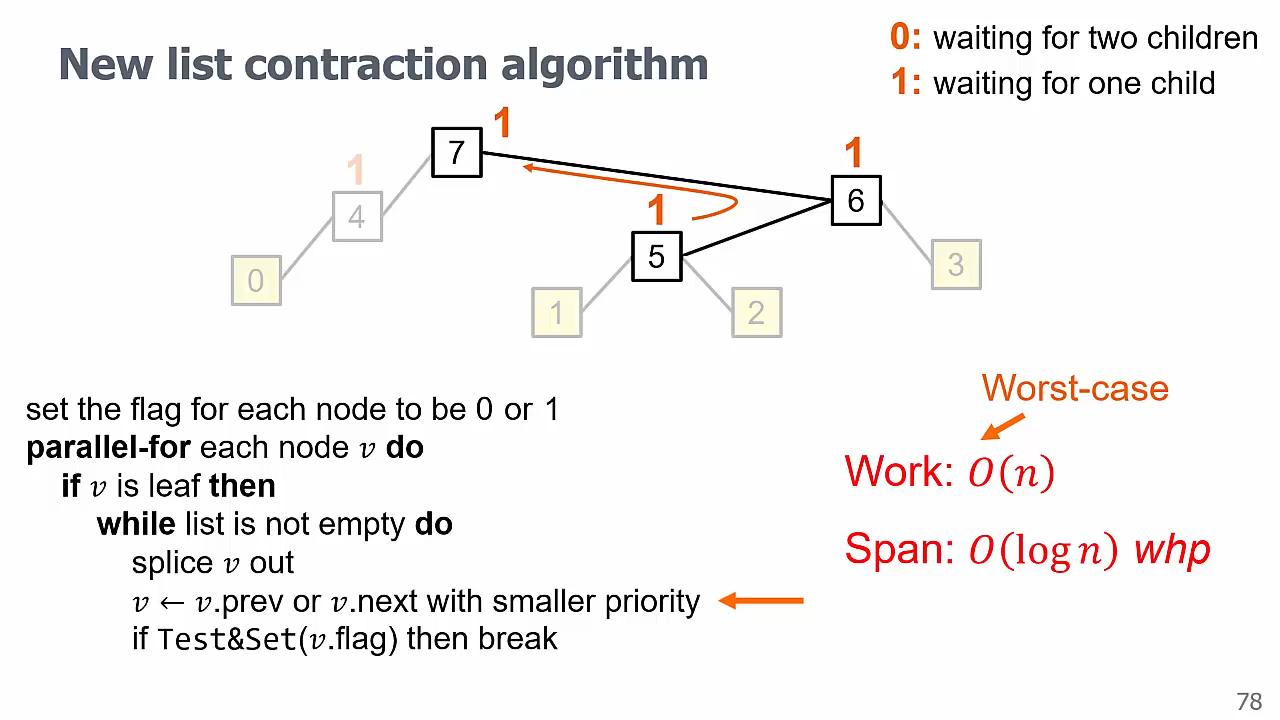 New list contraction algorithm
0: waiting for two children
1: waiting for one child
1
7
1
1
4
6
1
5
0
3
1
2
set the flag for each node to be 0 or 1
parallel-for each node v do
if v is leaf then
while list is not empty do
splice v out
v ← v.prev or v.next with smaller priority
if Test&Set(v.flag) then break
Worst-case
Work: O(n)
Span: O(log n) whp
78